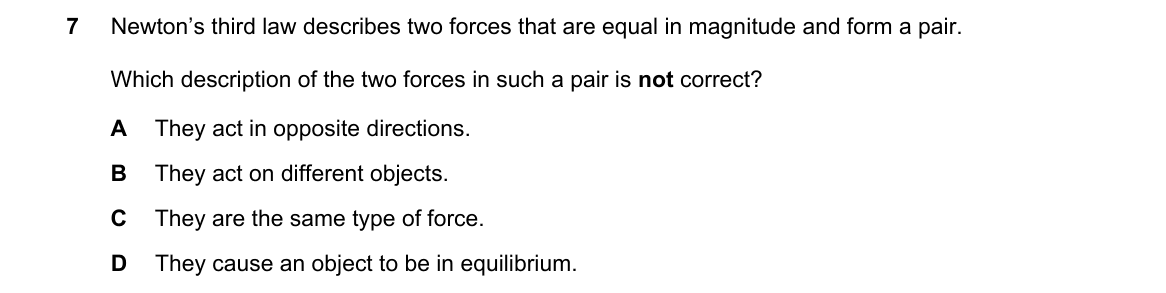 7 Newton’s third law describes two forces that are equal in magnitude and form a pair.
Which description of the two forces in such a pair is not correct?
A They act in opposite directions.
B They act on different objects.
C They are the same type of force.
D They cause an object to be in equilibrium.